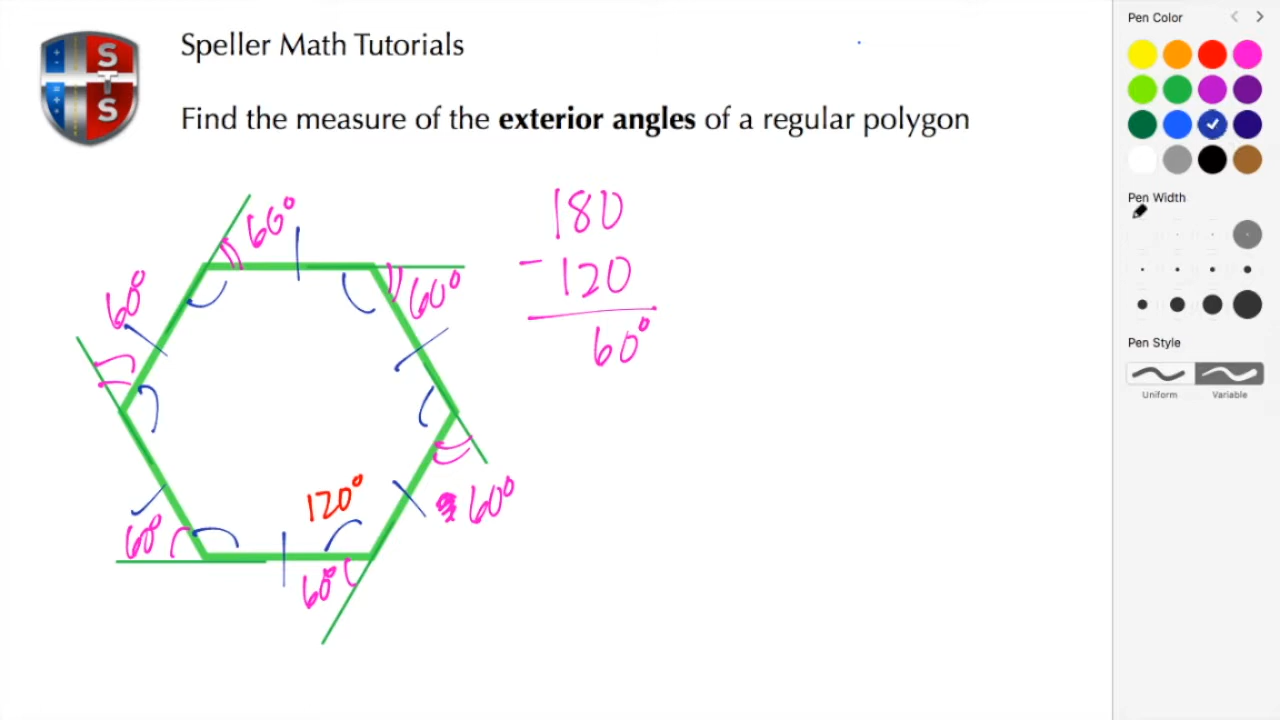 Speller Math Tutorials
Find the measure of the exterior angles of a regular polygon
STS
Pen Color
Pen Width
Pen Style
Uniform
Variable
180
- 120
60°
60°
60°
60°
120°
60°
60°
60°